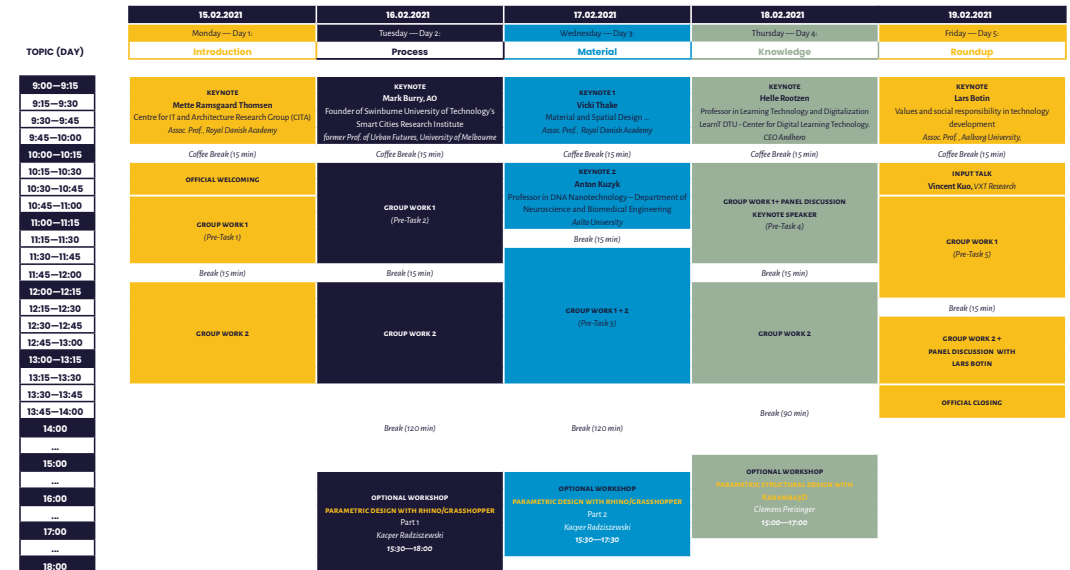 15.02.2021
16.02.2021
17.02.2021
18.02.2021
19.02.2021
TOPIC (DAY)
Monday — Day 1:
Tuesday — Day 2:
Wednesday — Day 3:
Thursday — Day 4:
Friday — Day 5:
Introduction
Process
Material
Knowledge
Roundup
9:00—9:15
9:15—9:30
9:30—9:45
9:45—10:00
10:00—10:15
10:15—10:30
10:30—10:45
10:45—11:00
11:00—11:15
11:15—11:30
11:30—11:45
11:45—12:00
12:00—12:15
12:15—12:30
12:30—12:45
12:45—13:00
13:00—13:15
13:15—13:30
13:30—13:45
13:45—14:00
14:00
...
15:00
...
16:00
...
17:00
...
18:00
KEYNOTE
Mette Ramsgaard Thomsen
Centre for IT and Architecture Research Group (CITA)
Assoc. Prof., Royal Danish Academy
Coffee Break (15 min)
OFFICIAL WELCOMING
GROUP WORK 1
(Pre-Task 1)
Break (15 min)
GROUP WORK 2
KEYNOTE
Mark Burry, AO
Founder of Swinburne University of Technology's
Smart Cities Research Institute
former Prof. of Urban Futures, University of Melbourne
Coffee Break (15 min)
GROUP WORK 1
(Pre-Task 2)
Break (15 min)
GROUP WORK 2
Break (120 min)
OPTIONAL WORKSHOP
PARAMETRIC DESIGN WITH RHINO/GRASSHOPPER
Part 1
Kacper Radziszewski
15:30—18:00
KEYNOTE 1
Vicki Thake
Material and Spatial Design ...
Assoc. Prof., Royal Danish Academy
Coffee Break (15 min)
KEYNOTE 2
Anton Kuzyk
Professor in DNA Nanotechnology – Department of
Neuroscience and Biomedical Engineering
Aalto University
Break (15 min)
GROUP WORK 1 + 2
(Pre-Task 3)
Break (120 min)
OPTIONAL WORKSHOP
PARAMETRIC DESIGN WITH RHINO/GRASSHOPPER
Part 2
Kacper Radziszewski
15:30—17:30
KEYNOTE
Helle Rootzen
Professor in Learning Technology and Digitalization
LearnT DTU - Center for Digital Learning Technology.
CEO Andhero
Coffee Break (15 min)
GROUP WORK 1+ PANEL DISCUSSION
KEYNOTE SPEAKER
(Pre-Task 4)
Break (15 min)
GROUP WORK 2
Break (90 min)
OPTIONAL WORKSHOP
PARAMETRIC STRUCTURAL DESIGN WITH
KARAMBA3D
Clemens Preisinger
15:00—17:00
KEYNOTE
Lars Botin
Values and social responsibility in technology
development
Assoc. Prof., Aalborg University,
Coffee Break (15 min)
INPUT TALK
Vincent Kuo, VXT Research
GROUP WORK 1
(Pre-Task 5)
Break (15 min)
GROUP WORK 2 +
PANEL DISCUSSION WITH
LARS BOTIN
OFFICIAL CLOSING